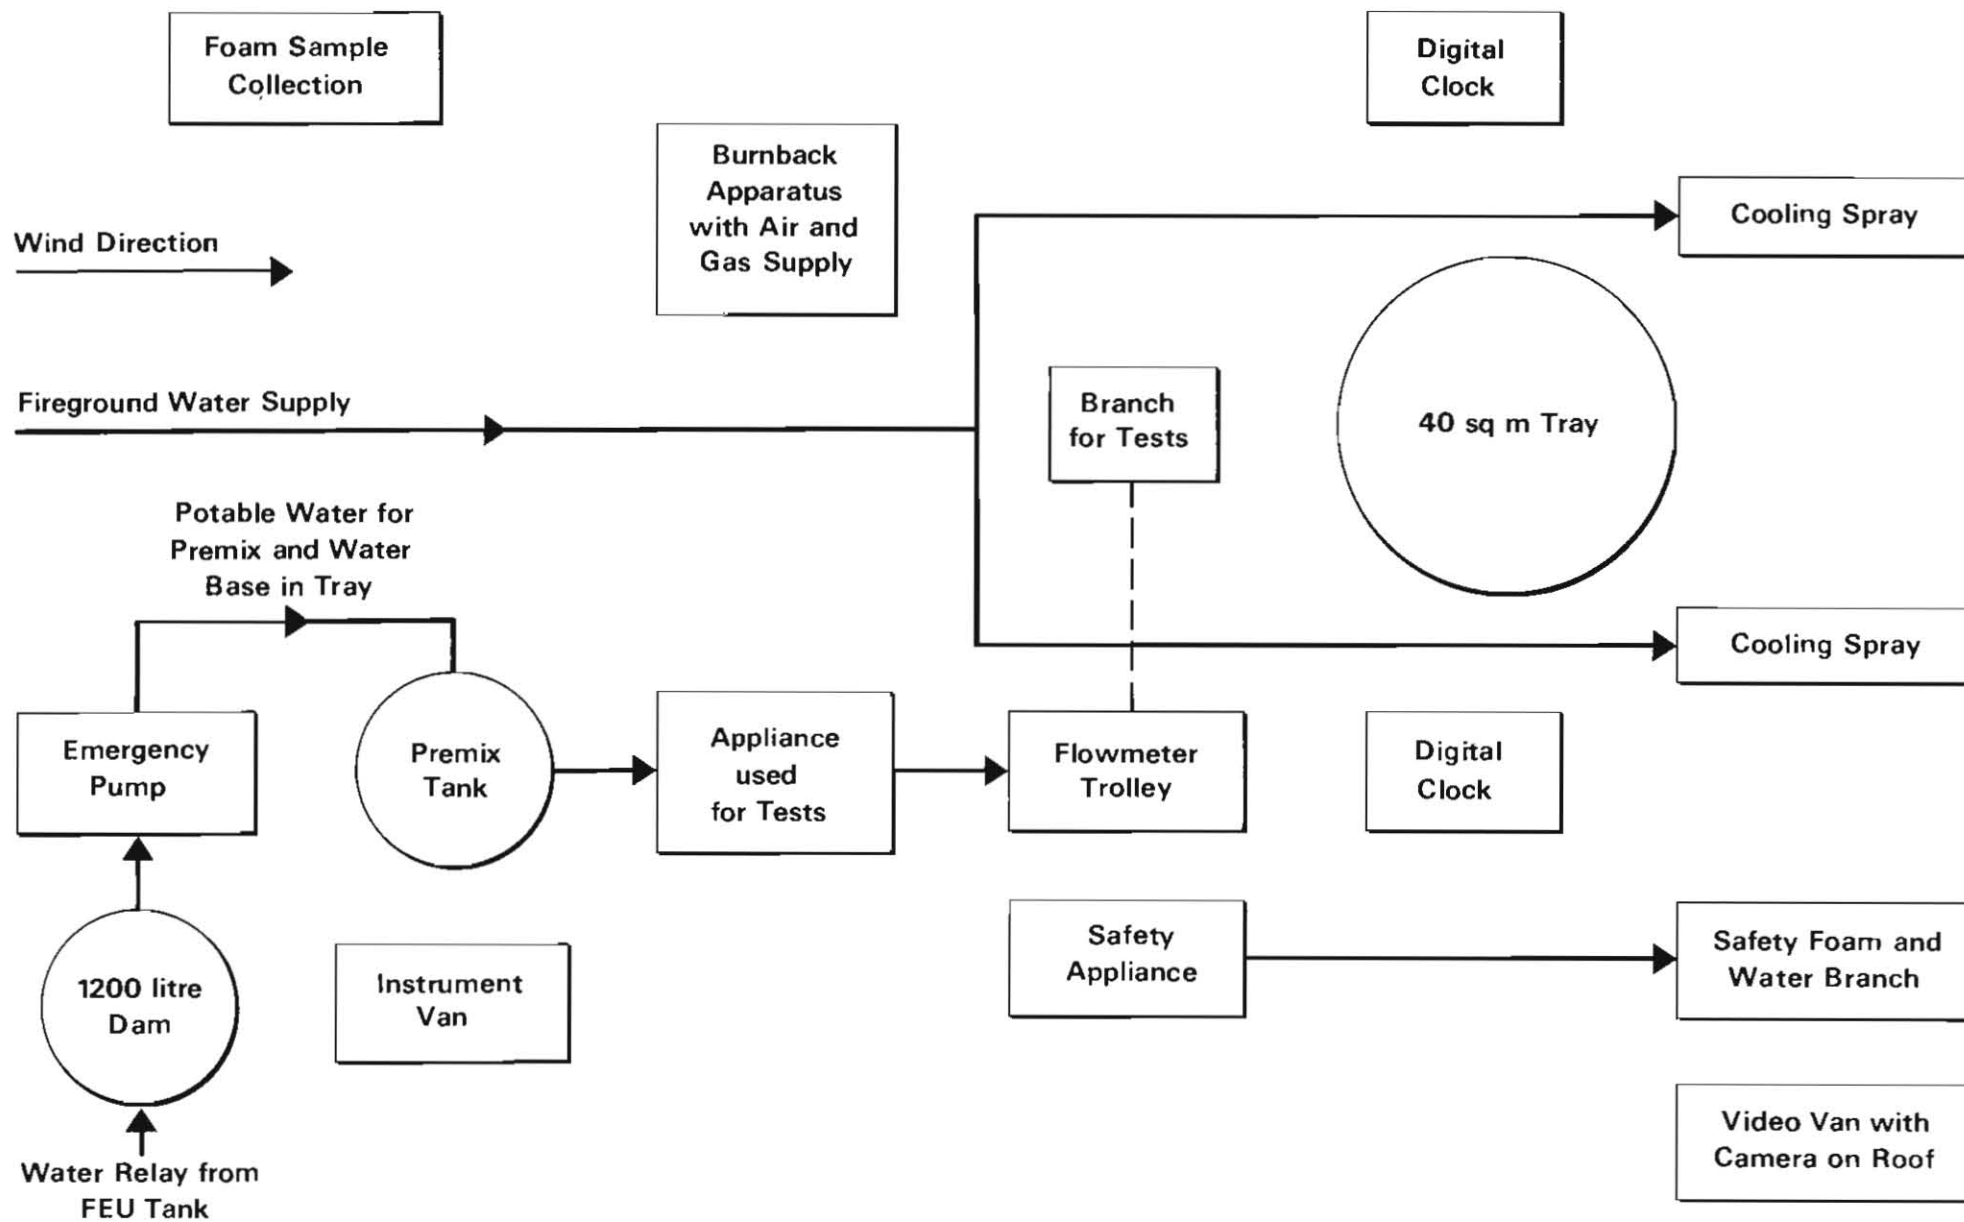 Foam Sample
Collection
Digital
Clock
Burnback
Apparatus
with Air and
Gas Supply
Cooling Spray
Wind Direction
Fireground Water Supply
Branch
for Tests
40 sq m Tray
Potable Water for
Premix and Water
Base in Tray
Cooling Spray
Emergency
Pump
Premix
Tank
Appliance
used
for Tests
Flowmeter
Trolley
Digital
Clock
1200 litre
Dam
Instrument
Van
Safety
Appliance
Safety Foam and
Water Branch
Video Van with
Camera on Roof
Water Relay from
FEU Tank